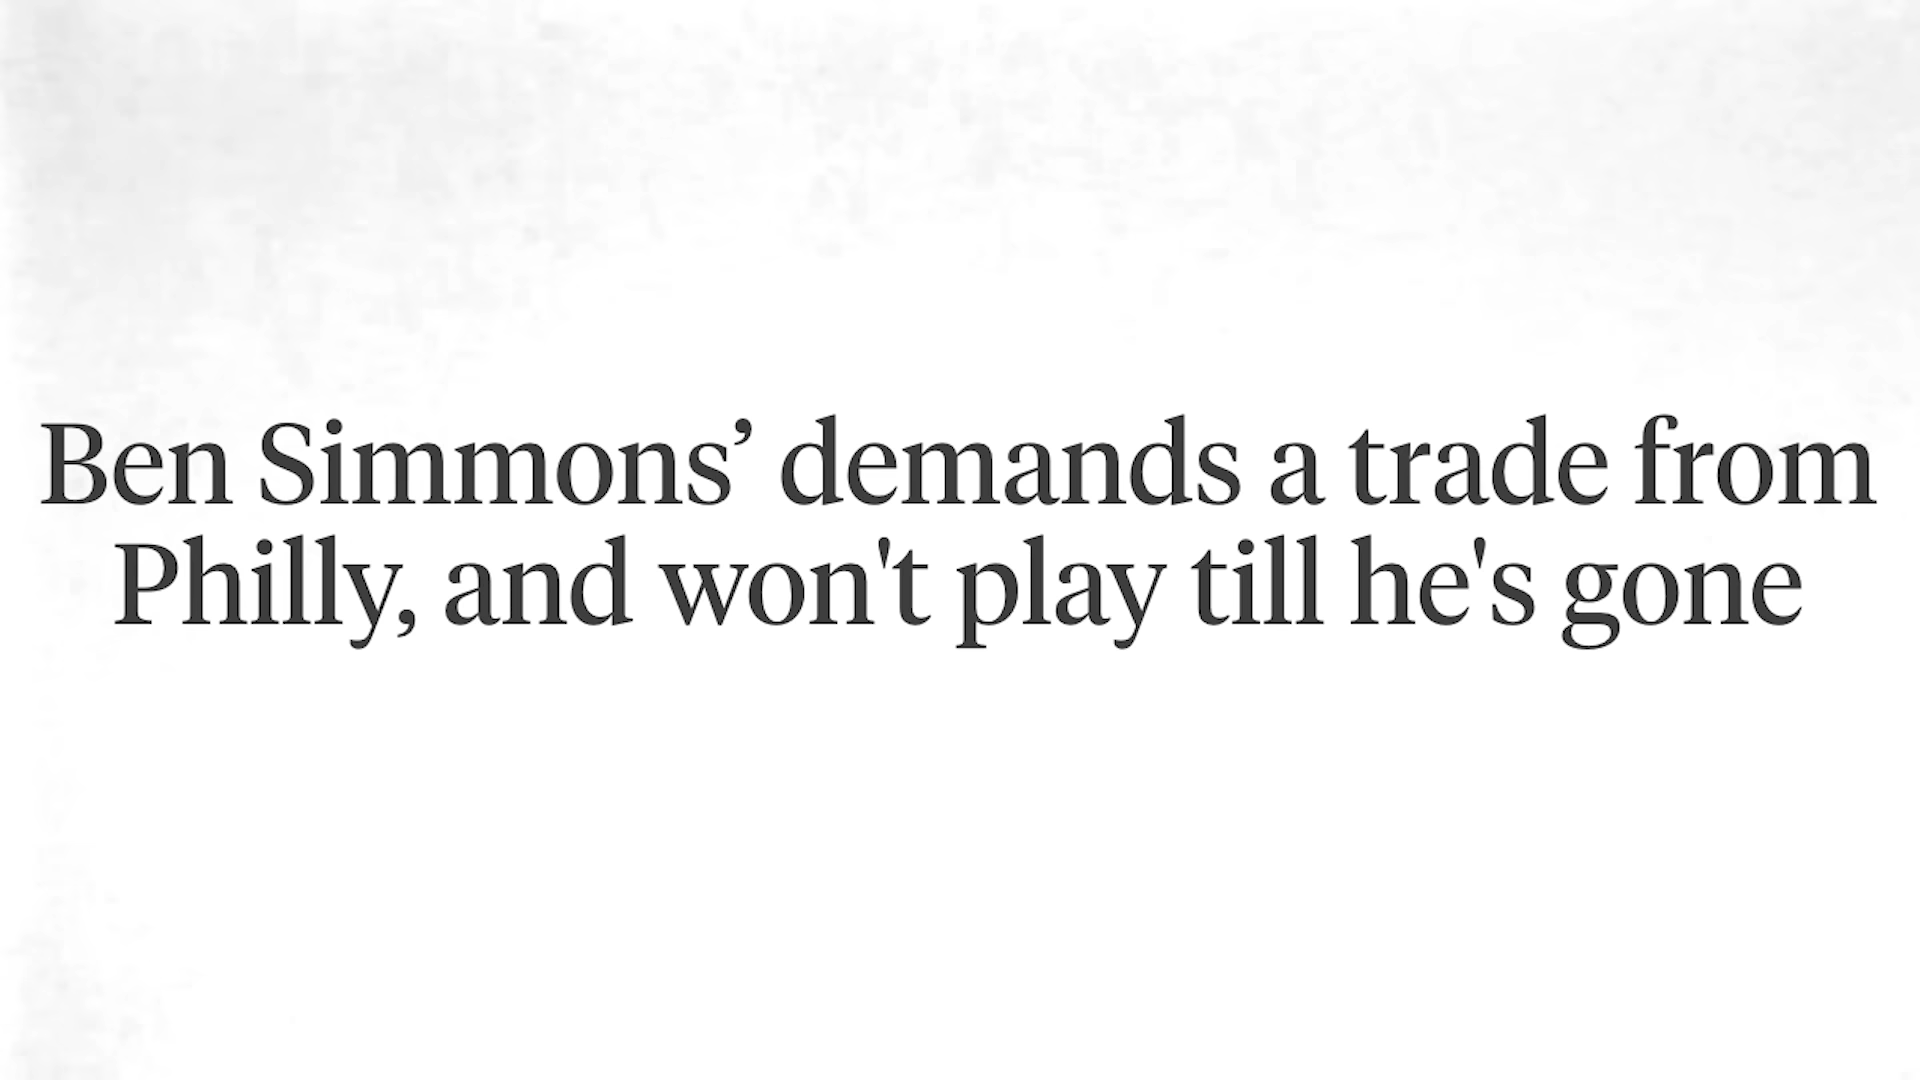 Ben Simmons’ demands a trade from
Philly, and won't play till he's gone